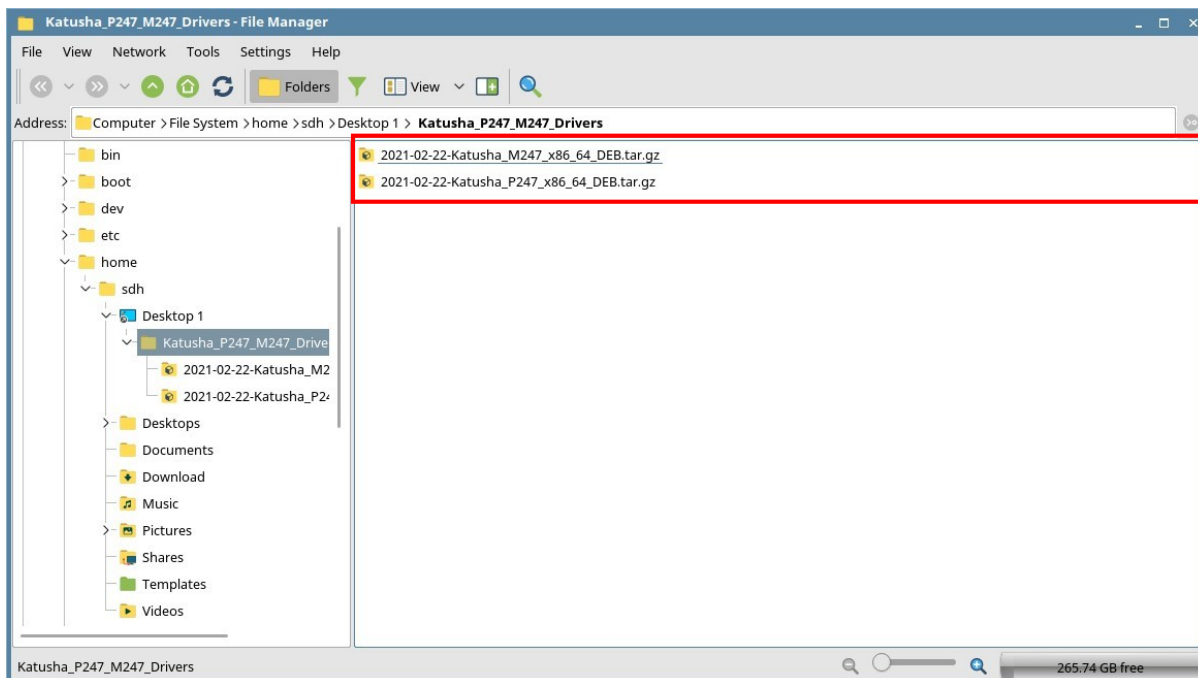 Katusha_P247_M247_Drivers - File Manager
File View Network Tools Settings Help
Folders View
Address: Computer > File System > home > sdh > Desktop 1 > Katusha_P247_M247_Drivers
bin
boot
dev
etc
home
sdh
Desktop 1
Katusha_P247_M247_Drive
2021-02-22-Katusha_M2
2021-02-22-Katusha_P24
Desktops
Documents
Download
Music
Pictures
Shares
Templates
Videos
2021-02-22-Katusha_M247_x86_64_DEB.tar.gz
2021-02-22-Katusha_P247_x86_64_DEB.tar.gz
Katusha_P247_M247_Drivers
265.74 GB free